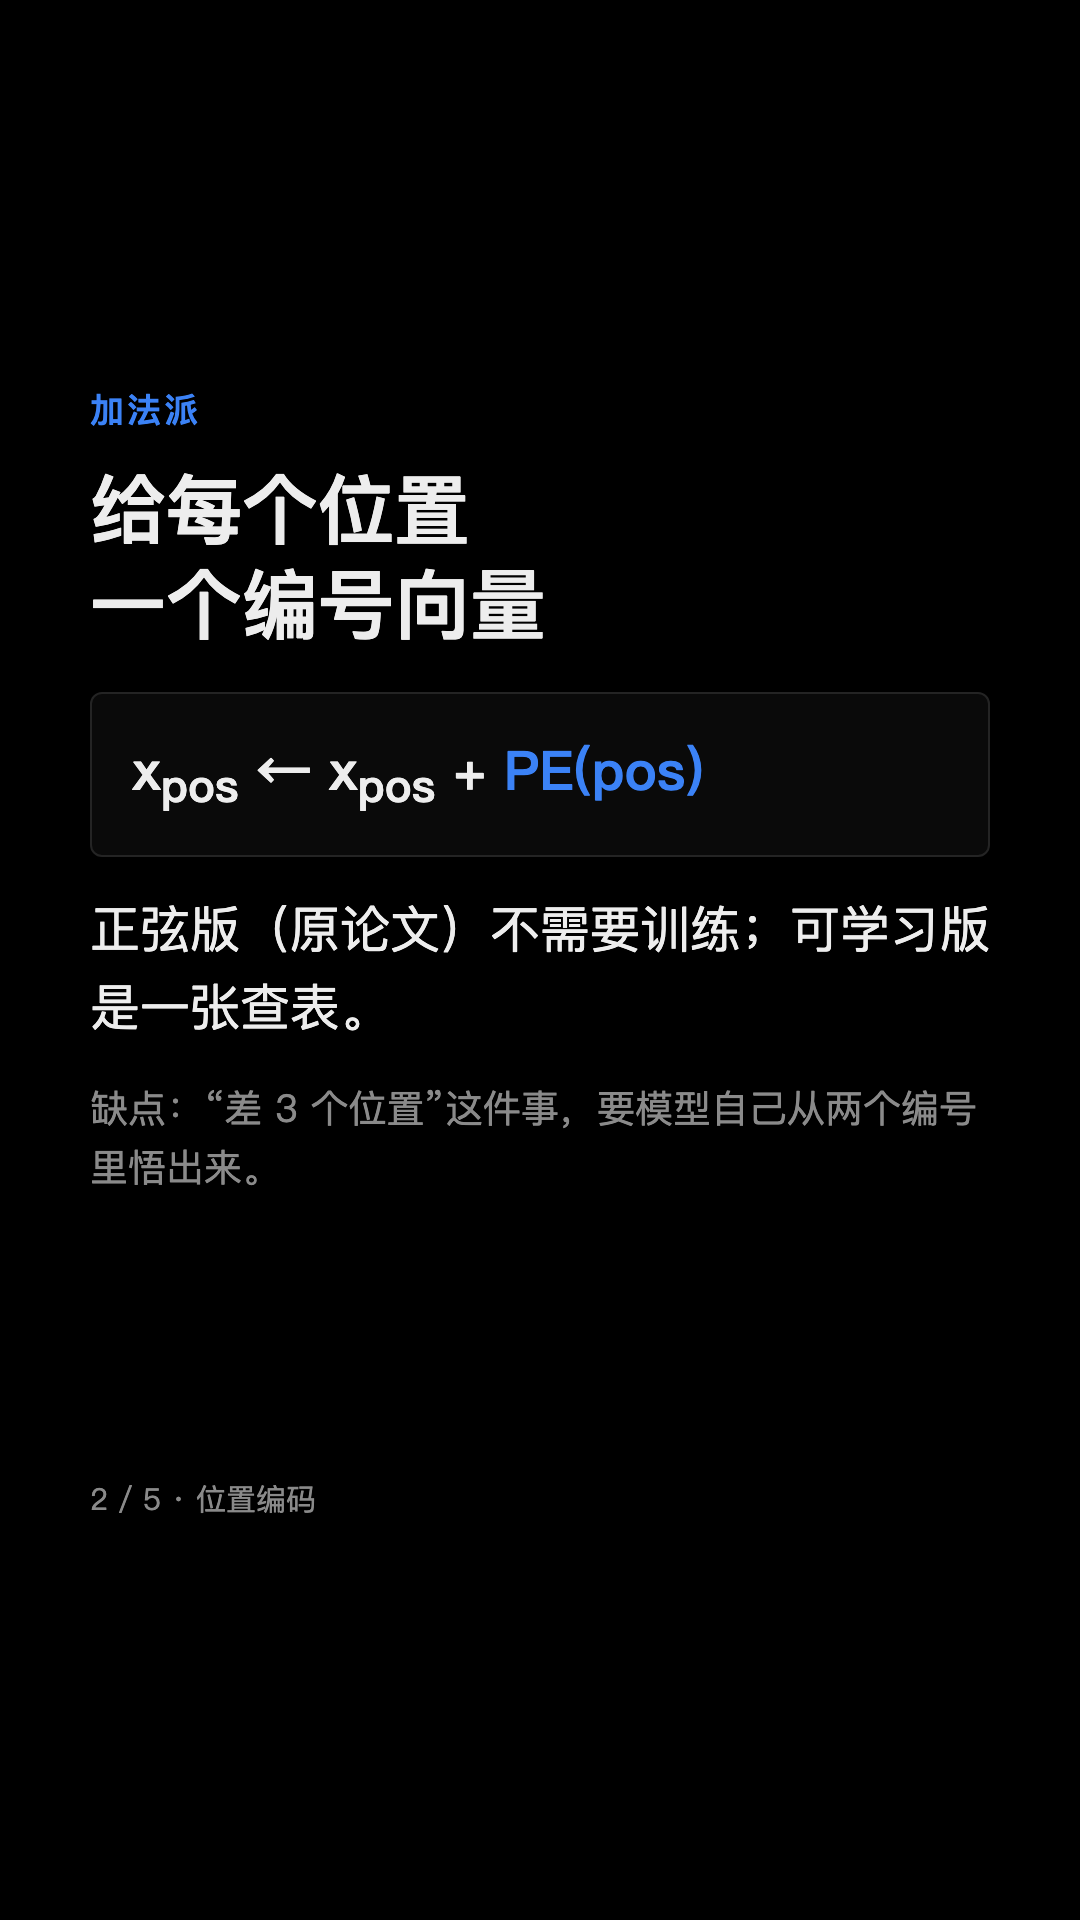 加法派
给每个位置
一个编号向量
xpos ← xpos + PE(pos)
正弦版（原论文）不需要训练；可学习版
是一张查表。
缺点：“差 3 个位置”这件事，要模型自己从两个编号
里悟出来。
2 / 5 · 位置编码